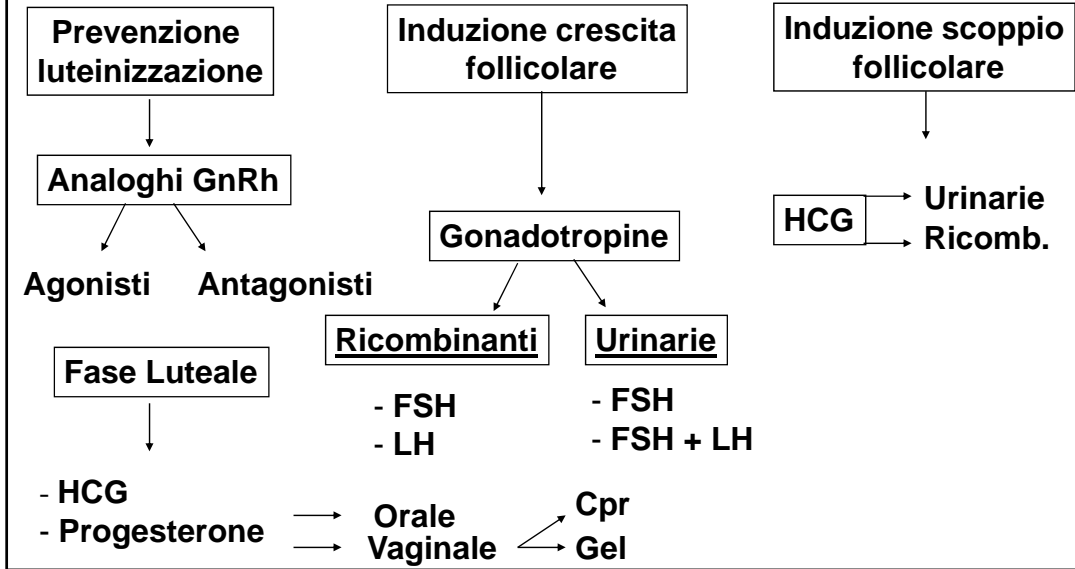 Prevenzione
luteinizzazione
Analoghi GnRh
Agonisti Antagonisti
Fase Luteale
- HCG
- Progesterone
Orale
Vaginale
Cpr
Gel
Induzione crescita
follicolare
Gonadotropine
Ricombinanti
- FSH
- LH
Urinarie
- FSH
- FSH + LH
Induzione scoppio
follicolare
HCG
Urinarie
Ricomb.